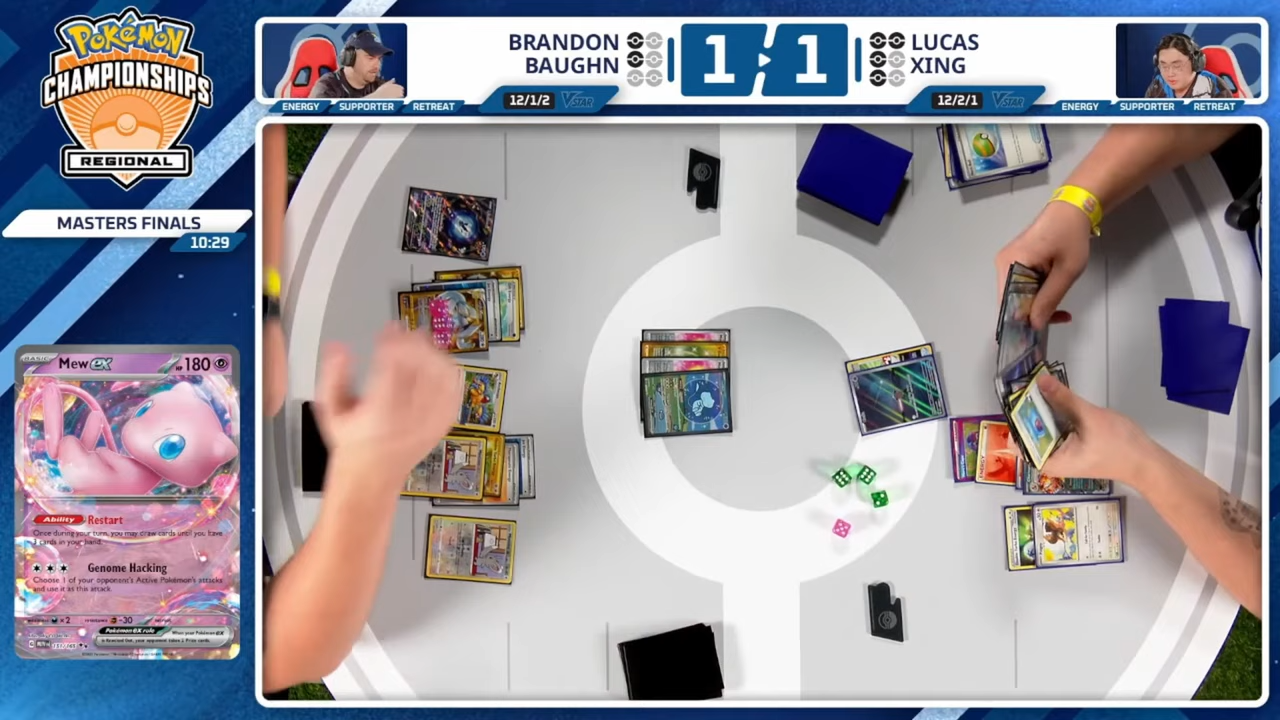 Pokémon
CHAMPIONSHIPS
REGIONAL
MASTERS FINALS
10:29
BRANDON
BAUGHN
1
1
LUCAS
XING
ENERGY
SUPPORTER
RETREAT
12/1/2
VSTAR
12/2/1
VSTAR
ENERGY
SUPPORTER
RETREAT
BASIC
Mew ex
HP 180
Ability Restart
Once during your turn, you may draw cards until you have
3 cards in your hand.
Genome Hacking
Choose 1 of your opponent's Active Pokémon's attacks
and use it as this attack.
×2
-30
Pokémon ex rule
ENERGY